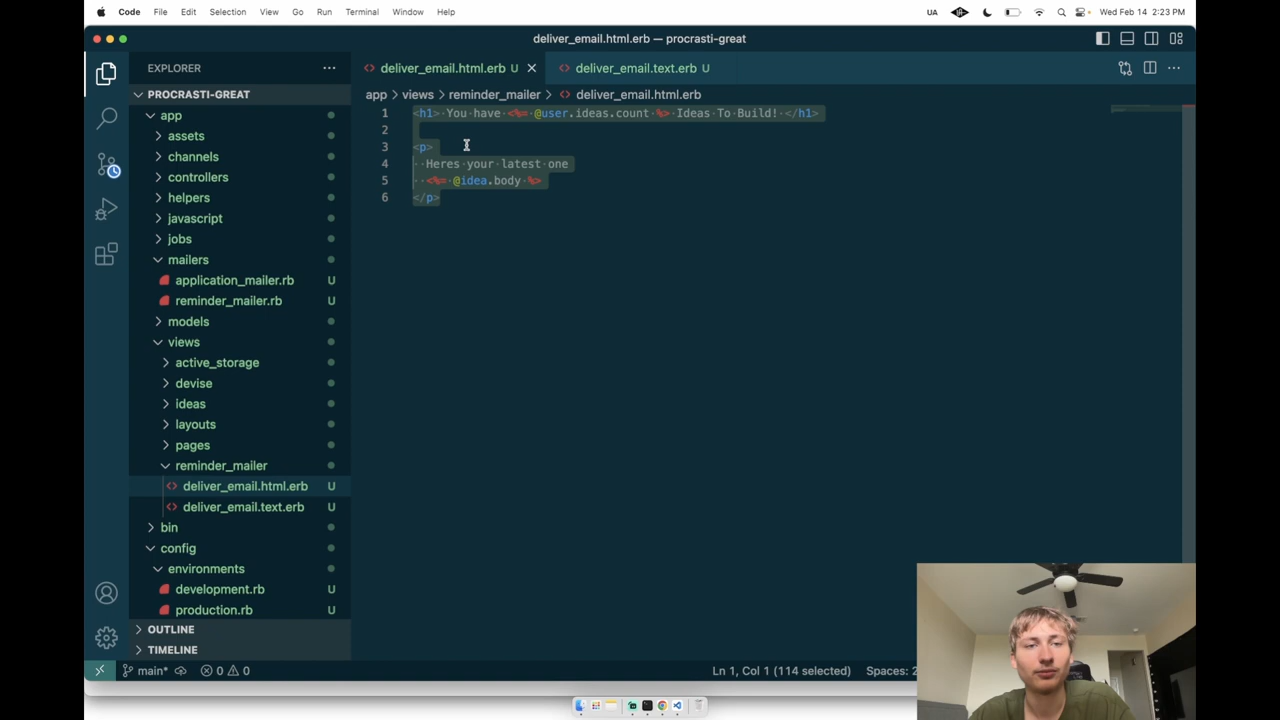 Code File Edit Selection View Go Run Terminal Window Help UA Wed Feb 14 2:23 PM
deliver_email.html.erb — procrasti-great
EXPLORER
deliver_email.html.erb U
deliver_email.text.erb U
PROCRASTI-GREAT
app > views > reminder_mailer > deliver_email.html.erb
app
assets
channels
controllers
helpers
javascript
jobs
mailers
application_mailer.rb U
reminder_mailer.rb U
models
views
active_storage
devise
ideas
layouts
pages
reminder_mailer
deliver_email.html.erb U
deliver_email.text.erb U
bin
config
environments
development.rb U
production.rb U
OUTLINE
TIMELINE
1 <h1> You have <%= @user.ideas.count %> Ideas To Build! </h1>
2
3 <p>
4 Heres your latest one
5 <%= @idea.body %>
6 </p>
main* 0 0 Ln 1, Col 1 (114 selected) Spaces: 2